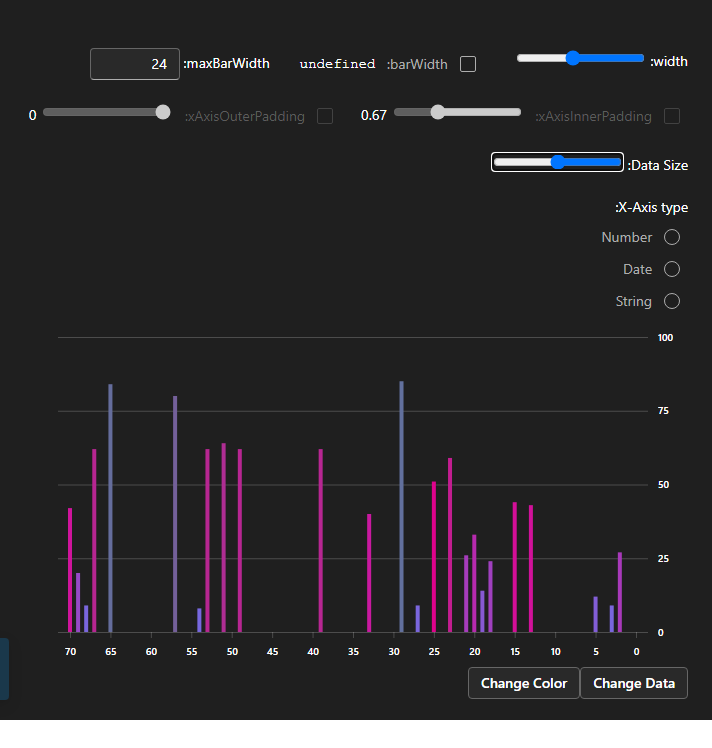 :width
:barWidth undefined
:maxBarWidth 24
:xAxisInnerPadding 0.67
:xAxisOuterPadding 0
:Data Size
:X-Axis type
Number
Date
String
100
75
50
25
0
70 65 60 55 50 45 40 35 30 25 20 15 10 5 0
Change Color Change Data